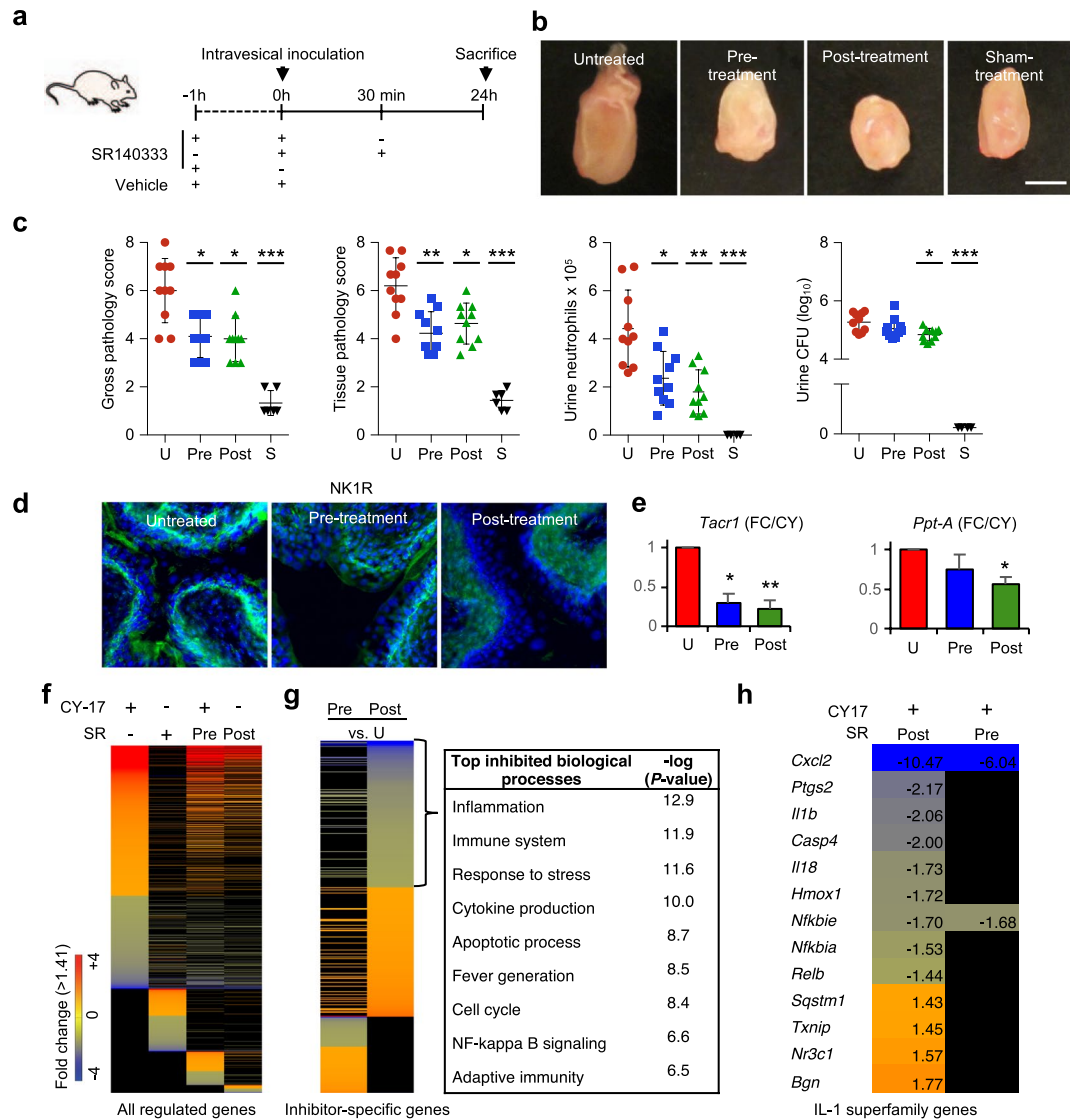 a
Intravesical inoculation
Sacrifice
-1h
0h
30 min
24h
SR140333
+ + -
- + +
+ -
Vehicle
+ +
b
Untreated
Pre-
treatment
Post-treatment
Sham-
treatment
c
Gross pathology score
8
6
4
2
0
* * ***
U Pre Post S
Tissue pathology score
8
6
4
2
0
** * ***
U Pre Post S
Urine neutrophils x 10⁵
8
6
4
2
0
* ** ***
U Pre Post S
Urine CFU (log₁₀)
8
6
4
0
* ***
U Pre Post S
d
NK1R
Untreated
Pre-treatment
Post-treatment
e
Tacr1 (FC/CY)
1
0.5
0
* **
U Pre Post
Ppt-A (FC/CY)
1
0.5
0
*
U Pre Post
f
CY-17 + - + -
SR - + Pre Post
Fold change (>1.41)
+4
0
-4
All regulated genes
g
Pre Post
vs. U
Inhibitor-specific genes
Top inhibited biological processes -log (P-value)
Inflammation 12.9
Immune system 11.9
Response to stress 11.6
Cytokine production 10.0
Apoptotic process 8.7
Fever generation 8.5
Cell cycle 8.4
NF-kappa B signaling 6.6
Adaptive immunity 6.5
h
CY17 + +
SR Post Pre
Cxcl2 -10.47 -6.04
Ptgs2 -2.17
Il1b -2.06
Casp4 -2.00
Il18 -1.73
Hmox1 -1.72
Nfkbie -1.70 -1.68
Nfkbia -1.53
Relb -1.44
Sqstm1 1.43
Txnip 1.45
Nr3c1 1.57
Bgn 1.77
IL-1 superfamily genes